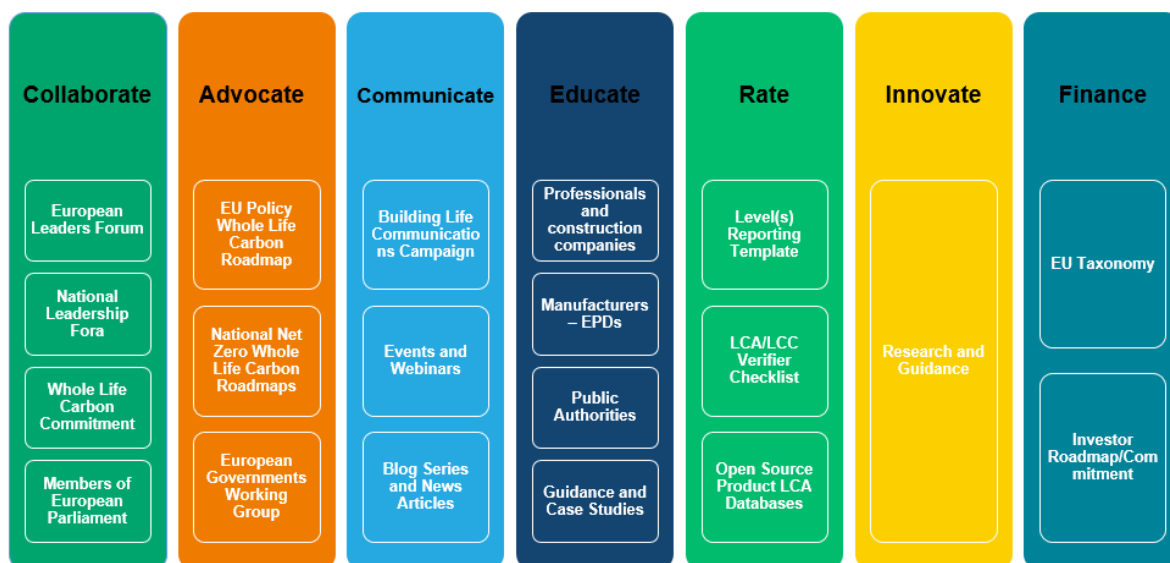 Collaborate
European
Leaders Forum
National
Leadership
Fora
Whole Life
Carbon
Commitment
Members of
European
Parliament
Advocate
EU Policy
Whole Life
Carbon
Roadmap
National Net
Zero Whole
Life Carbon
Roadmaps
European
Governments
Working
Group
Communicate
Building Life
Communicatio
ns Campaign
Events and
Webinars
Blog Series
and News
Articles
Educate
Professionals
and
construction
companies
Manufacturers
– EPDs
Public
Authorities
Guidance and
Case Studies
Rate
Level(s)
Reporting
Template
LCA/LCC
Verifier
Checklist
Open Source
Product LCA
Databases
Innovate
Research and
Guidance
Finance
EU Taxonomy
Investor
Roadmap/Com
mitment